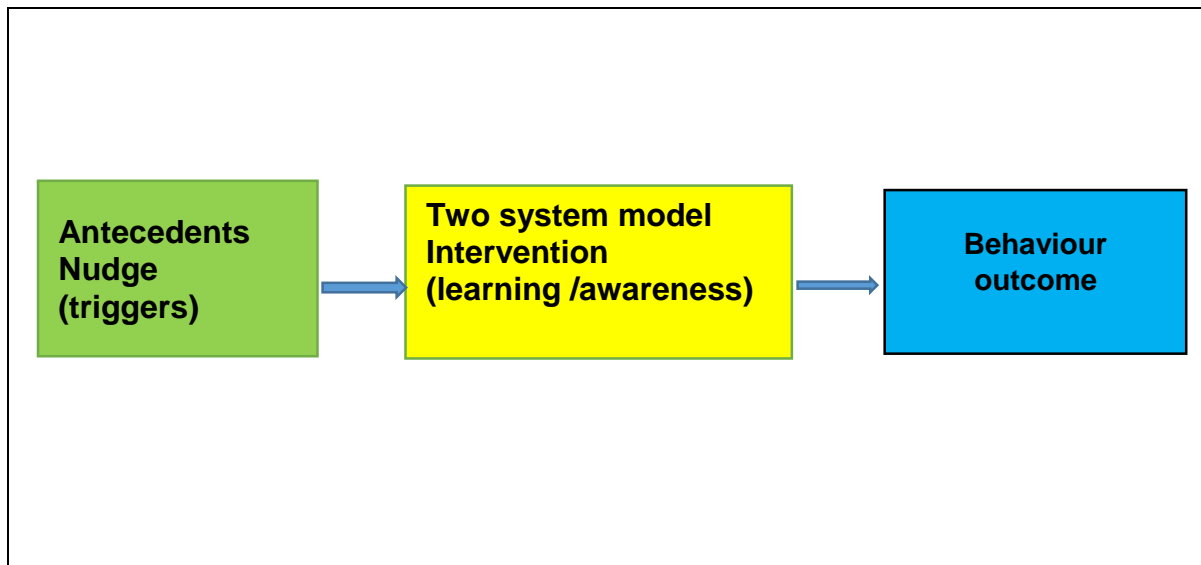 Antecedents
Nudge
(triggers)
Two system model
Intervention
(learning /awareness)
Behaviour
outcome